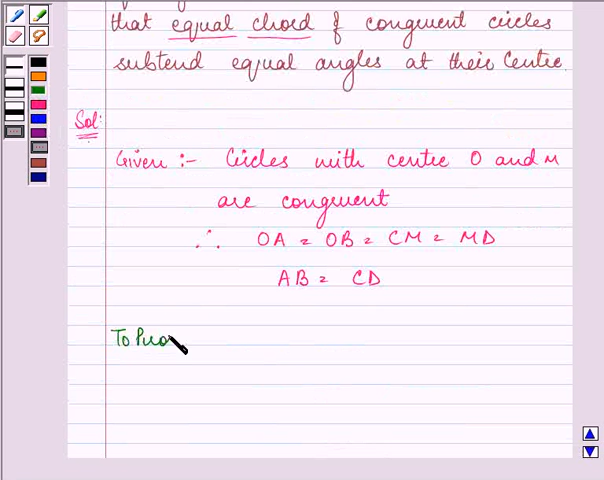 that equal chord of congruent circles
subtend equal angles at their centre.
Sol:
Given :- Circles with centre O and M
are congruent
∴ OA = OB = CM = MD
AB = CD
To Pro